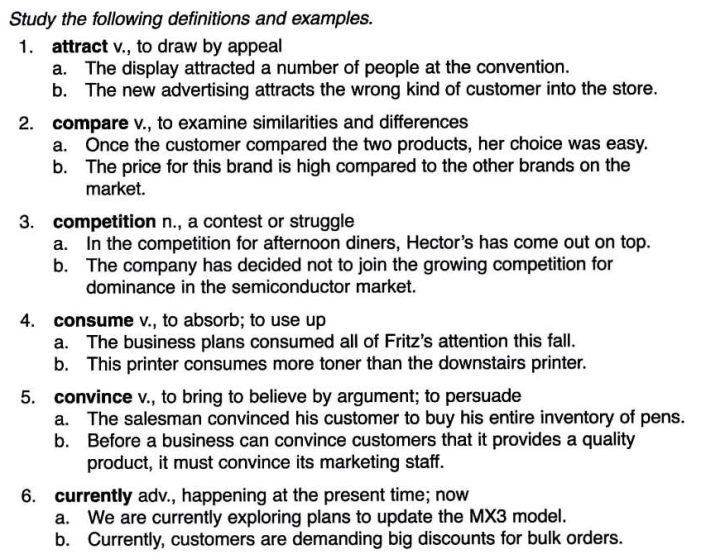 Study the following definitions and examples.
1. attract v., to draw by appeal
a. The display attracted a number of people at the convention.
b. The new advertising attracts the wrong kind of customer into the store.
2. compare v., to examine similarities and differences
a. Once the customer compared the two products, her choice was easy.
b. The price for this brand is high compared to the other brands on the
market.
3. competition n., a contest or struggle
a. In the competition for afternoon diners, Hector's has come out on top.
b. The company has decided not to join the growing competition for
dominance in the semiconductor market.
4. consume v., to absorb; to use up
a. The business plans consumed all of Fritz's attention this fall.
b. This printer consumes more toner than the downstairs printer.
5. convince v., to bring to believe by argument; to persuade
a. The salesman convinced his customer to buy his entire inventory of pens.
b. Before a business can convince customers that it provides a quality
product, it must convince its marketing staff.
6. currently adv., happening at the present time; now
a. We are currently exploring plans to update the MX3 model.
b. Currently, customers are demanding big discounts for bulk orders.